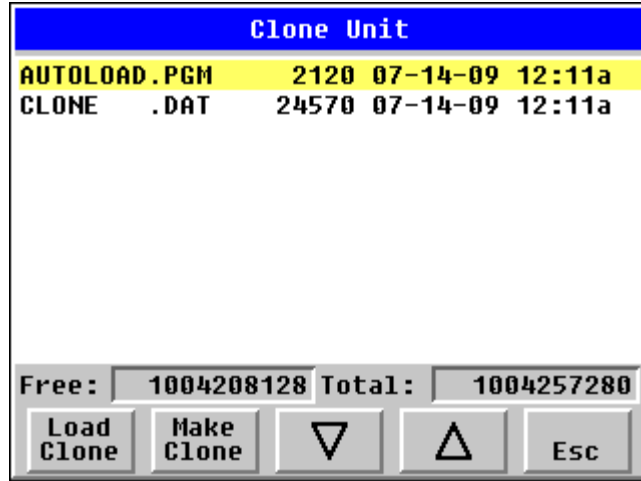 Clone Unit
AUTOLOAD.PGM 2120 07-14-09 12:11a
CLONE .DAT 24570 07-14-09 12:11a
Free: 1004208128 Total: 1004257280
Load Clone Make Clone ▽ △ Esc